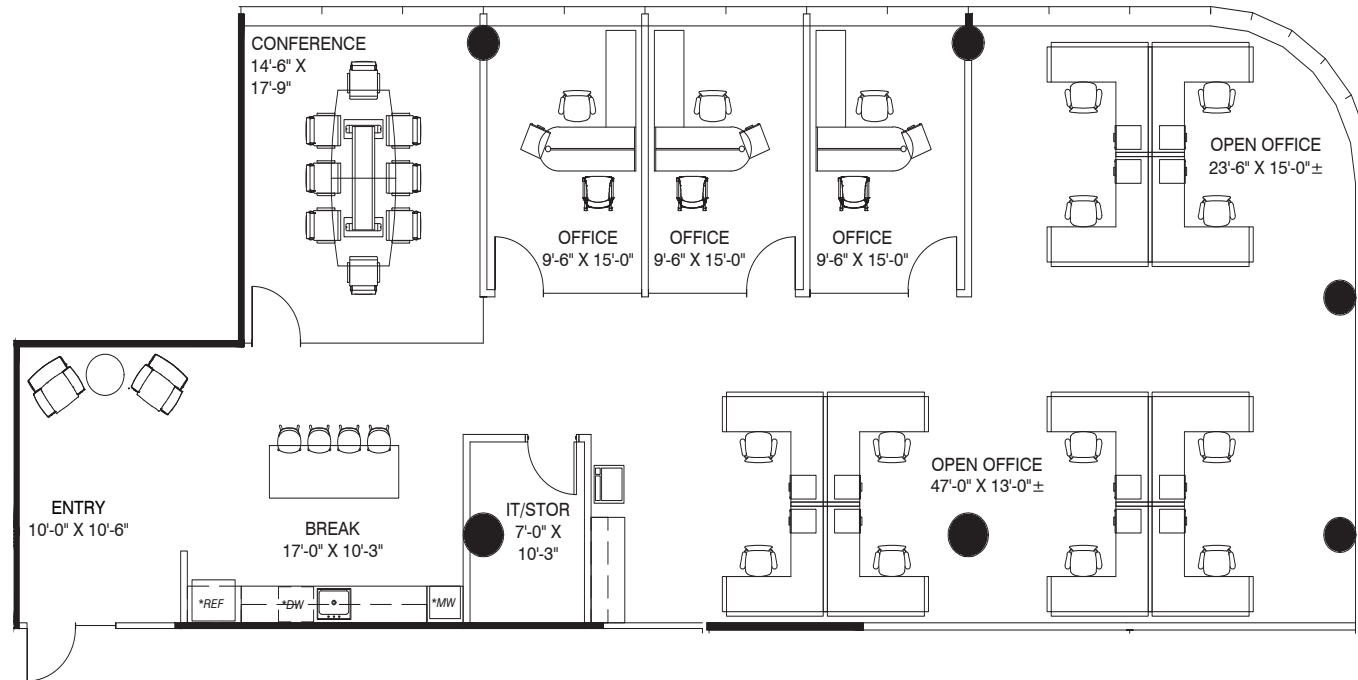 CONFERENCE
14'-6" X
17'-9"
OPEN OFFICE
23'-6" X 15'-0"±
OFFICE
9'-6" X 15'-0"
OFFICE
9'-6" X 15'-0"
OFFICE
9'-6" X 15'-0"
OPEN OFFICE
47'-0" X 13'-0"±
ENTRY
10'-0" X 10'-6"
BREAK
17'-0" X 10'-3"
IT/STOR
7'-0" X
10'-3"
*REF
*DW
*MW